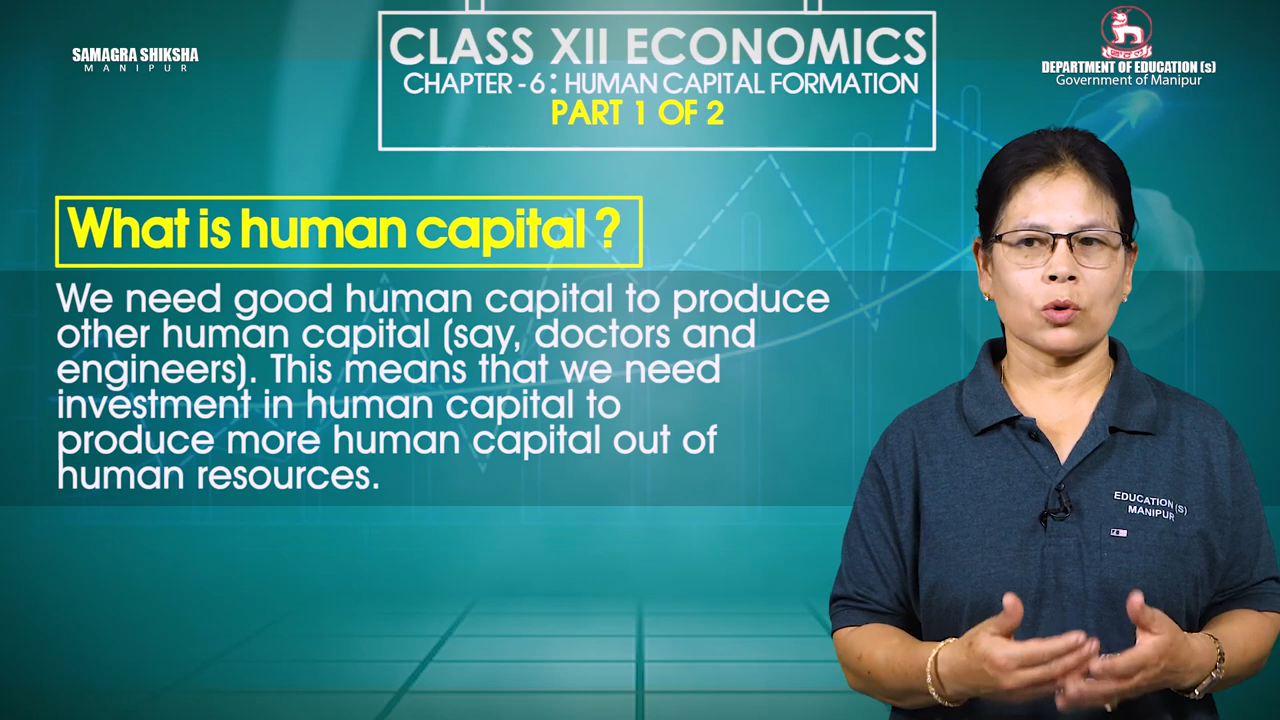 SAMAGRA SHIKSHA
MANIPUR
CLASS XII ECONOMICS
CHAPTER - 6 : HUMAN CAPITAL FORMATION
PART 1 OF 2
DEPARTMENT OF EDUCATION (s)
Government of Manipur
What is human capital ?
We need good human capital to produce
other human capital (say, doctors and
engineers). This means that we need
investment in human capital to
produce more human capital out of
human resources.
EDUCATION (S)
MANIPUR